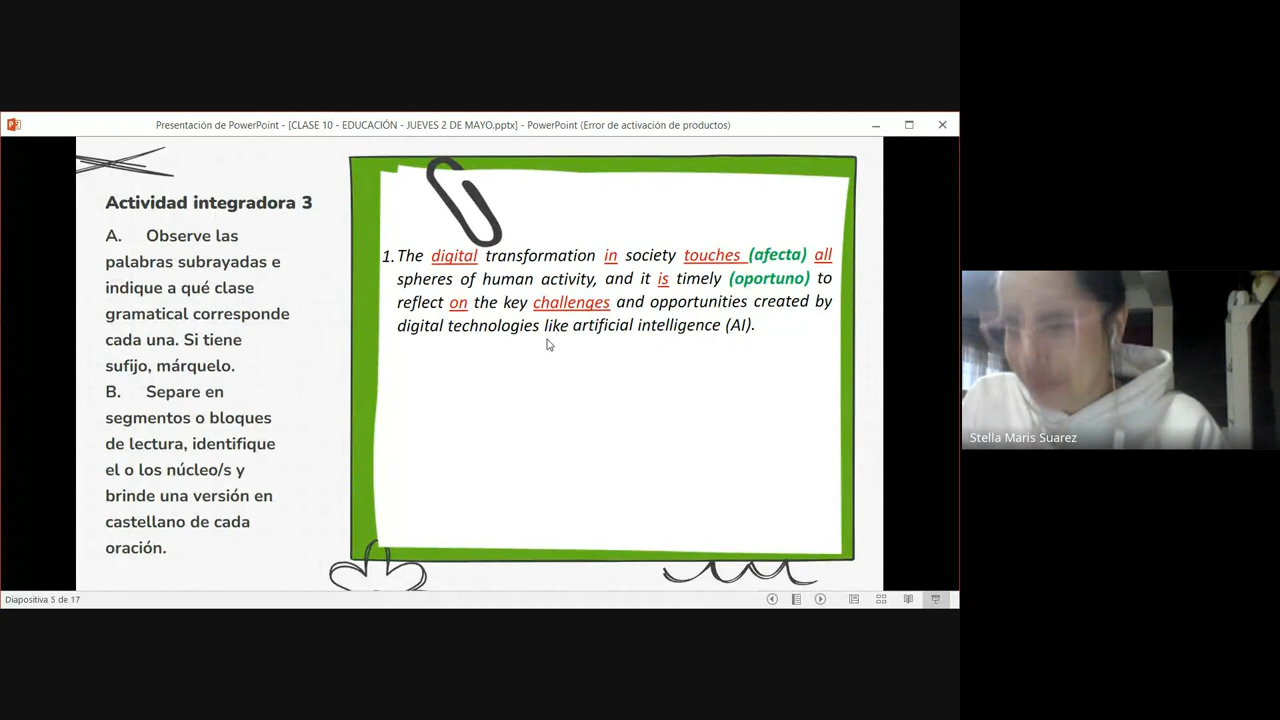 Presentación de PowerPoint - [CLASE 10 - EDUCACIÓN - JUEVES 2 DE MAYO.pptx] - PowerPoint (Error de activación de productos)
Actividad integradora 3
A. Observe las
palabras subrayadas e
indique a qué clase
gramatical corresponde
cada una. Si tiene
sufijo, márquelo.
B. Separe en
segmentos o bloques
de lectura, identifique
el o los núcleo/s y
brinde una versión en
castellano de cada
oración.
1. The digital transformation in society touches (afecta) all
spheres of human activity, and it is timely (oportuno) to
reflect on the key challenges and opportunities created by
digital technologies like artificial intelligence (AI).
Stella Maris Suarez
Diapositiva 5 de 17